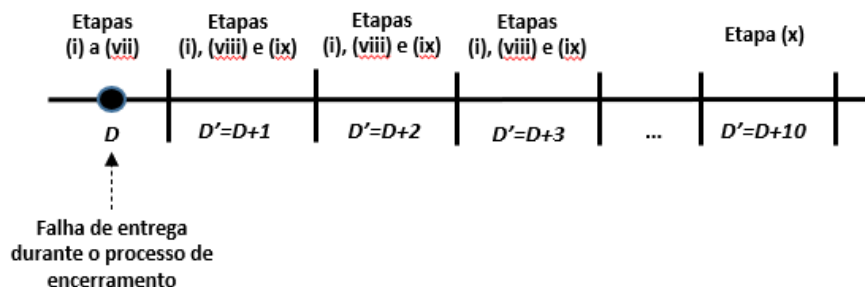 Etapas
(i) a (vii)
Etapas
(i), (viii) e (ix)
Etapas
(i), (viii) e (ix)
Etapas
(i), (viii) e (ix)
Etapa (x)
D
D'=D+1
D'=D+2
D'=D+3
...
D'=D+10
Falha de entrega
durante o processo de
encerramento